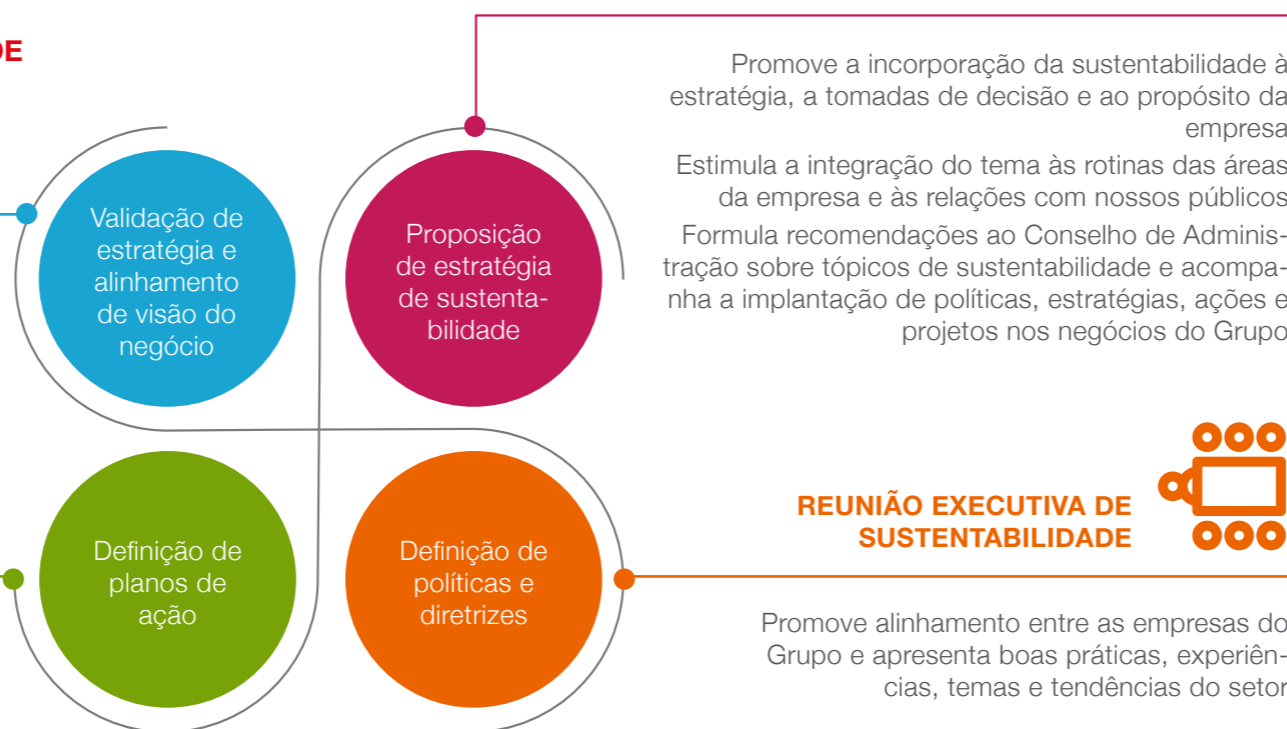 DE
Validação de
estratégia e
alinhamento
de visão do
negócio
Proposição
de estratégia
de sustenta-
bilidade
Promove a incorporação da sustentabilidade à
estratégia, a tomadas de decisão e ao propósito da
empresa
Estimula a integração do tema às rotinas das áreas
da empresa e às relações com nossos públicos
Formula recomendações ao Conselho de Adminis-
tração sobre tópicos de sustentabilidade e acompa-
nha a implantação de políticas, estratégias, ações e
projetos nos negócios do Grupo
Definição de
planos de
ação
Definição de
políticas e
diretrizes
REUNIÃO EXECUTIVA DE
SUSTENTABILIDADE
Promove alinhamento entre as empresas do
Grupo e apresenta boas práticas, experiên-
cias, temas e tendências do setor